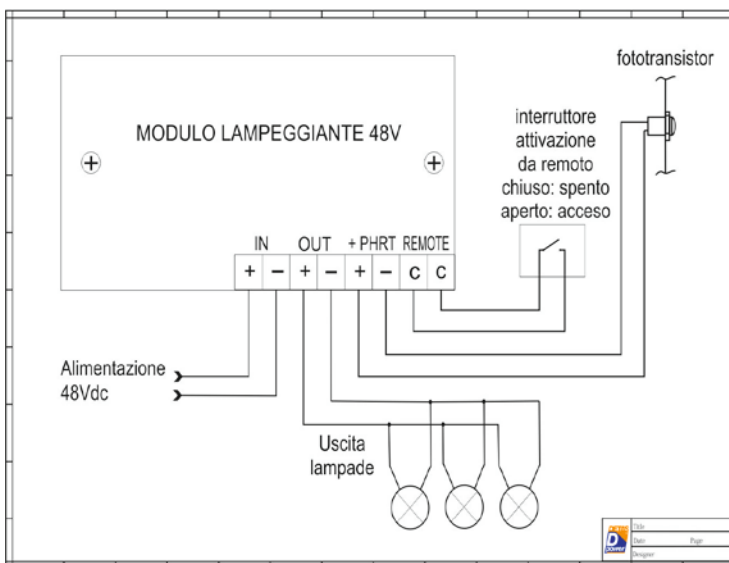 fototransistor
interruttore
attivazione
da remoto
chiuso: spento
aperto: acceso
MODULO LAMPEGGIANTE 48V
IN OUT + PHRT REMOTE
+ − + − + − C C
Alimentazione
48Vdc
Uscita
lampade
D
power
Title
Date Page
Designer